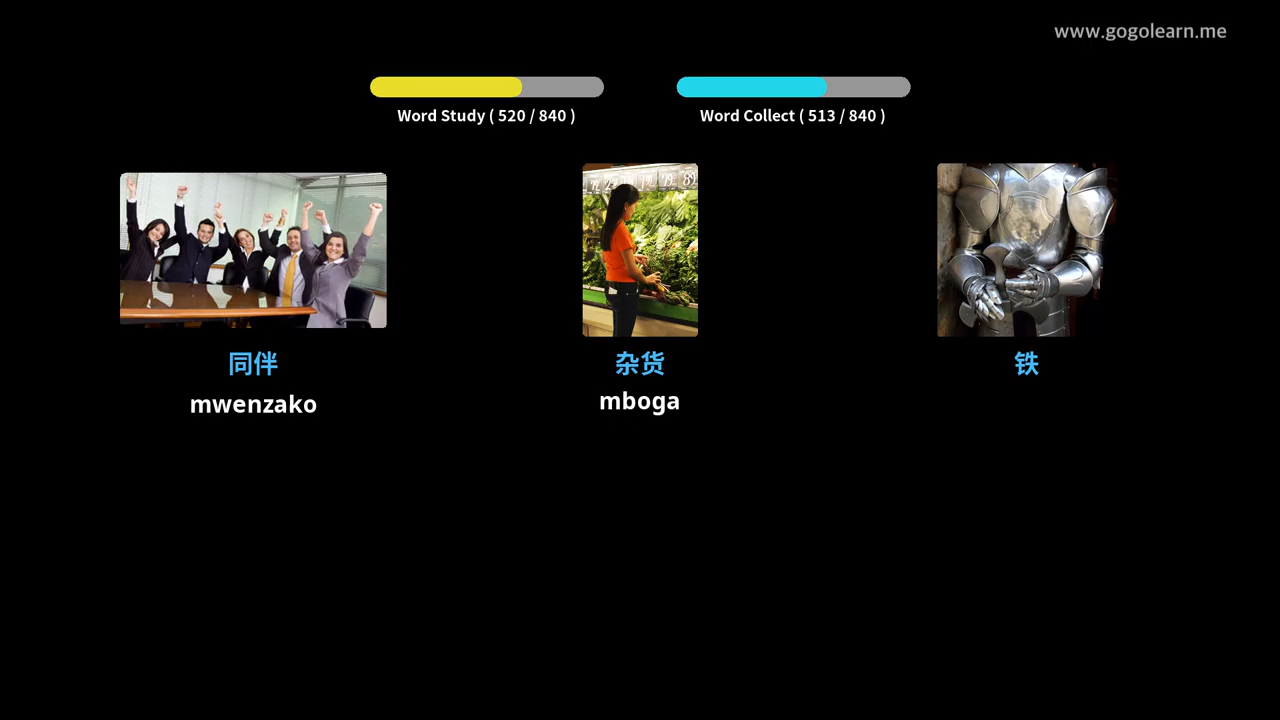 www.gogolearn.me
Word Study ( 520 / 840 )
Word Collect ( 513 / 840 )
同伴
杂货
铁
mwenzako
mboga